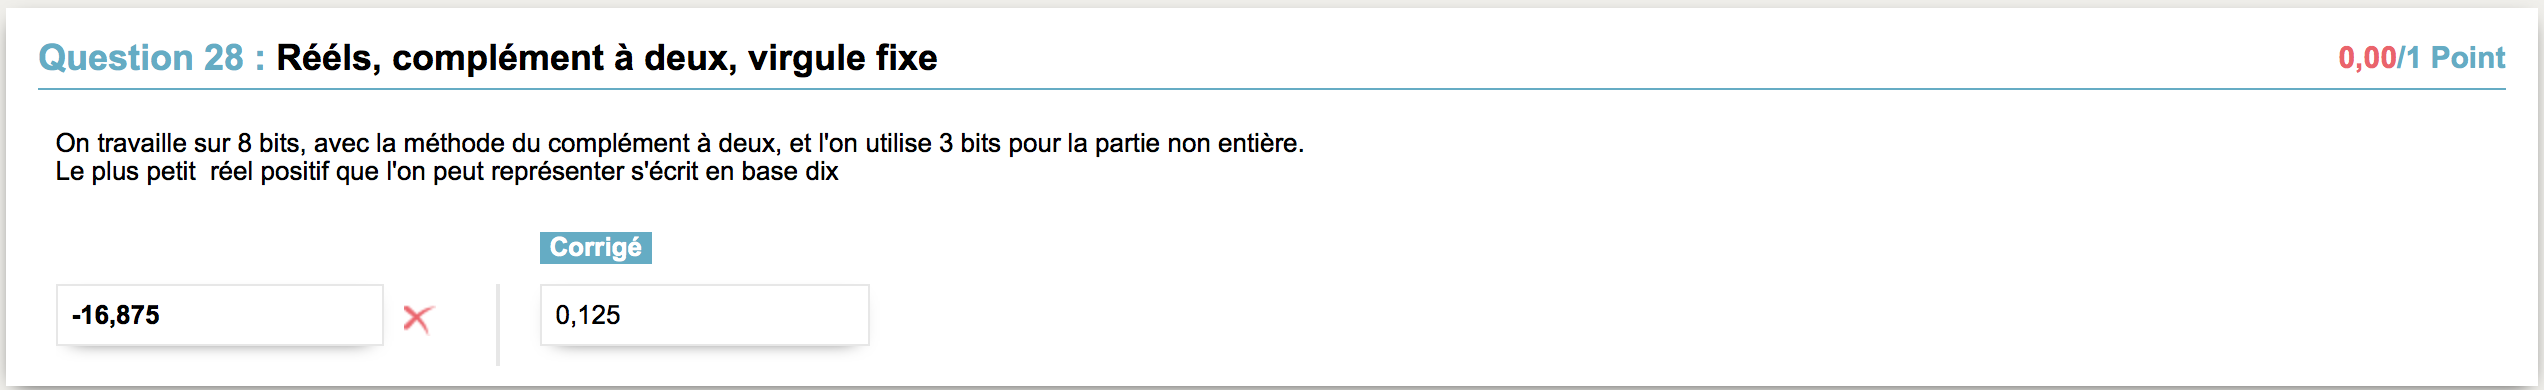 Question 28 : Rééls, complément à deux, virgule fixe
0,00/1 Point
On travaille sur 8 bits, avec la méthode du complément à deux, et l'on utilise 3 bits pour la partie non entière.
Le plus petit  réel positif que l'on peut représenter s'écrit en base dix
Corrigé
-16,875
0,125